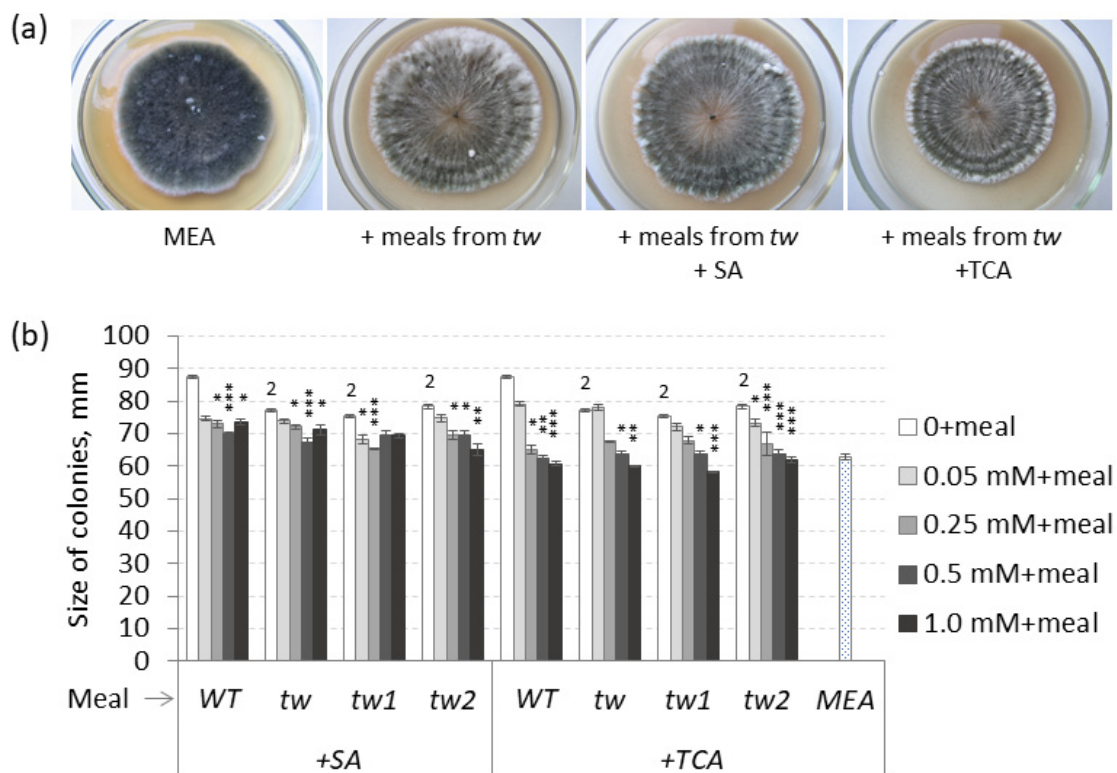 (a)
MEA
+ meals from tw
+ meals from tw
+ SA
+ meals from tw
+TCA
(b)
Size of colonies, mm
100
90
80
70
60
50
40
30
20
10
0
2 * *** * 2 * *** * 2 * *** 2 * * ** * ** *** 2 * ** 2 * *** 2 * *** *** ***
0+meal
0.05 mM+meal
0.25 mM+meal
0.5 mM+meal
1.0 mM+meal
Meal → WT tw tw1 tw2 WT tw tw1 tw2 MEA
+SA +TCA